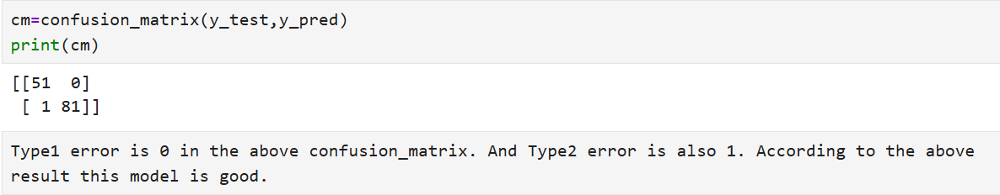 cm=confusion_matrix(y_test,y_pred)
print(cm)
[[51  0]
 [ 1 81]]
Type1 error is 0 in the above confusion_matrix. And Type2 error is also 1. According to the above
result this model is good.